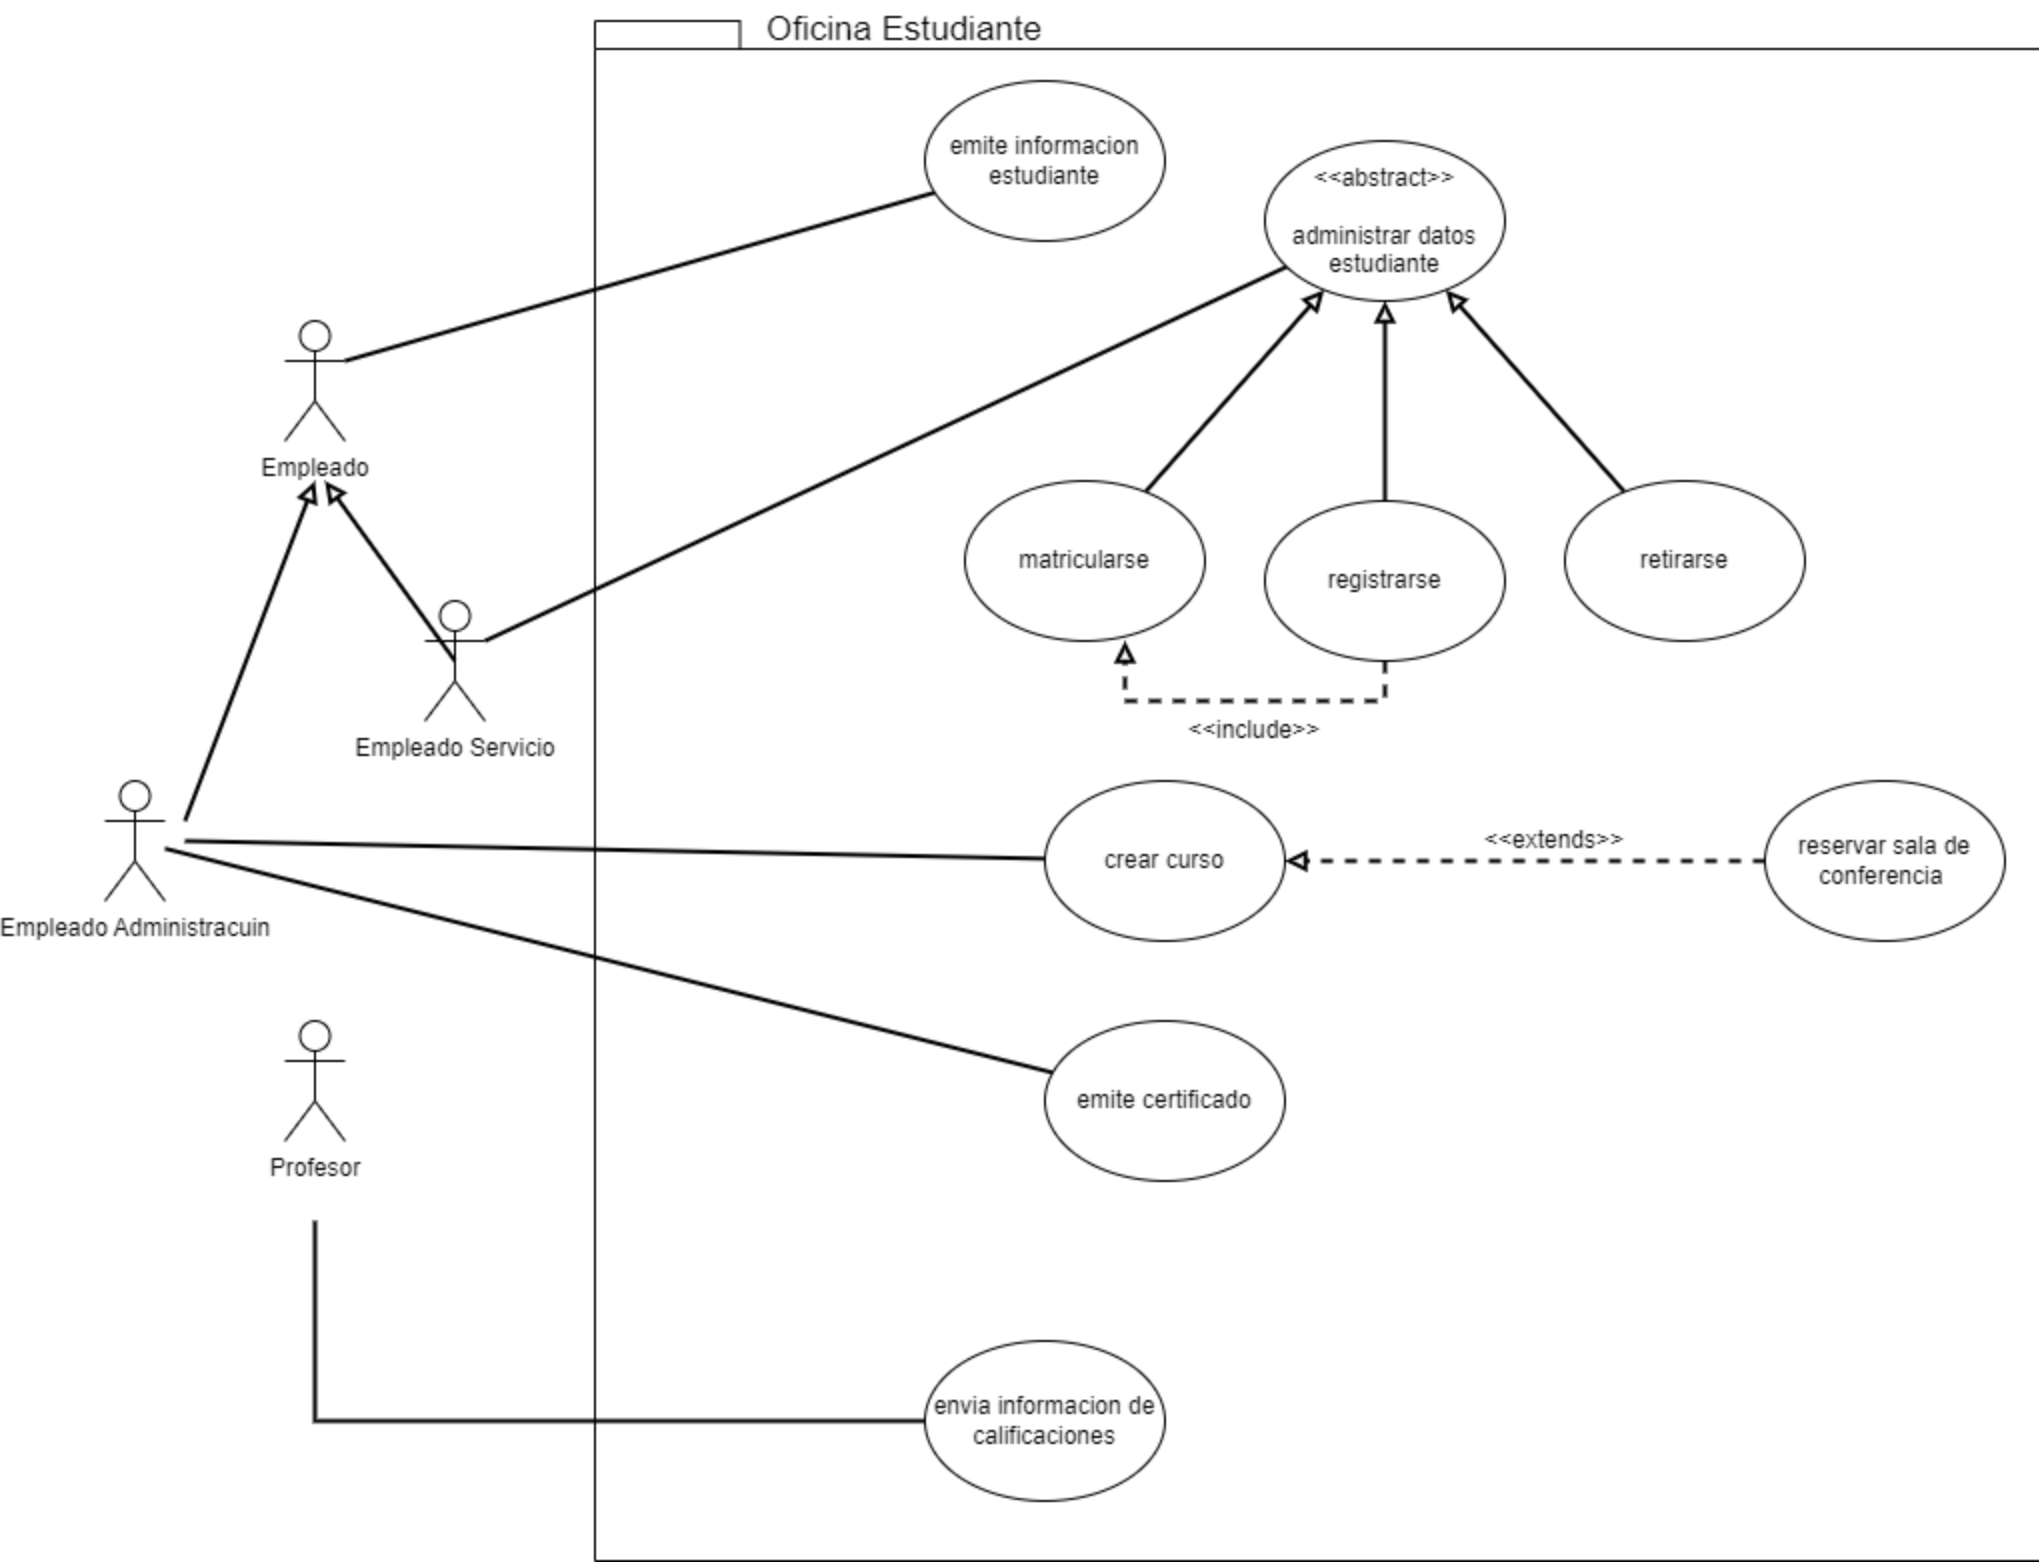 Oficina Estudiante
emite informacion
estudiante
<<abstract>>
administrar datos
estudiante
Empleado
matricularse
registrarse
retirarse
<<include>>
Empleado Servicio
crear curso
<<extends>>
reservar sala de
conferencia
Empleado Administracuin
emite certificado
Profesor
envia informacion de
calificaciones